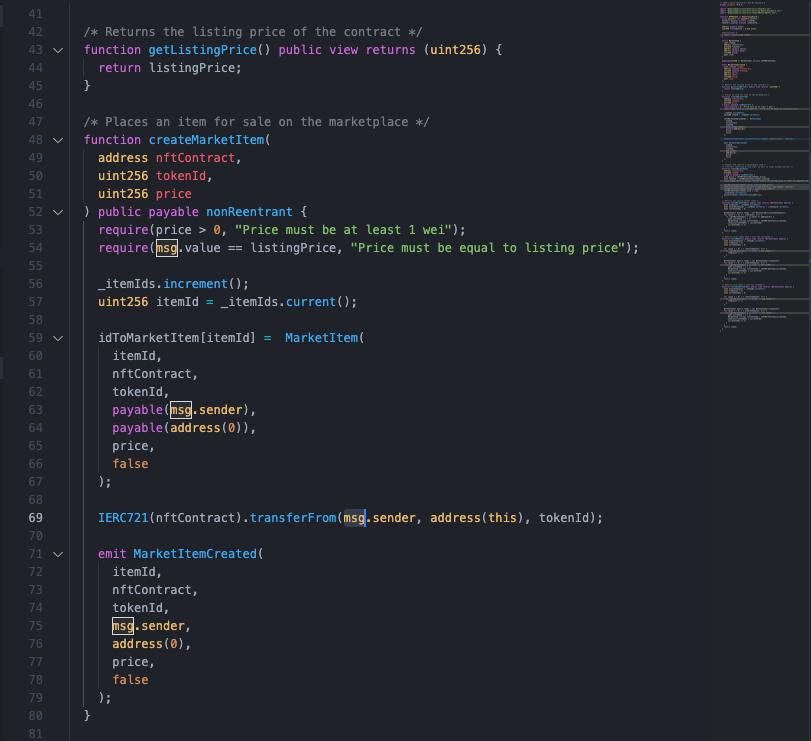 41
42 /* Returns the listing price of the contract */
43 function getListingPrice() public view returns (uint256) {
44 return listingPrice;
45 }
46
47 /* Places an item for sale on the marketplace */
48 function createMarketItem(
49 address nftContract,
50 uint256 tokenId,
51 uint256 price
52 ) public payable nonReentrant {
53 require(price > 0, "Price must be at least 1 wei");
54 require(msg.value == listingPrice, "Price must be equal to listing price");
55
56 _itemIds.increment();
57 uint256 itemId = _itemIds.current();
58
59 idToMarketItem[itemId] =  MarketItem(
60 itemId,
61 nftContract,
62 tokenId,
63 payable(msg.sender),
64 payable(address(0)),
65 price,
66 false
67 );
68
69 IERC721(nftContract).transferFrom(msg.sender, address(this), tokenId);
70
71 emit MarketItemCreated(
72 itemId,
73 nftContract,
74 tokenId,
75 msg.sender,
76 address(0),
77 price,
78 false
79 );
80 }
81